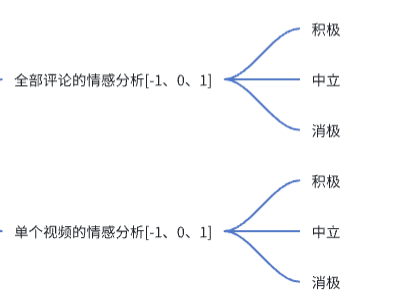 积极
全部评论的情感分析[-1、0、1]
中立
消极
积极
单个视频的情感分析[-1、0、1]
中立
消极